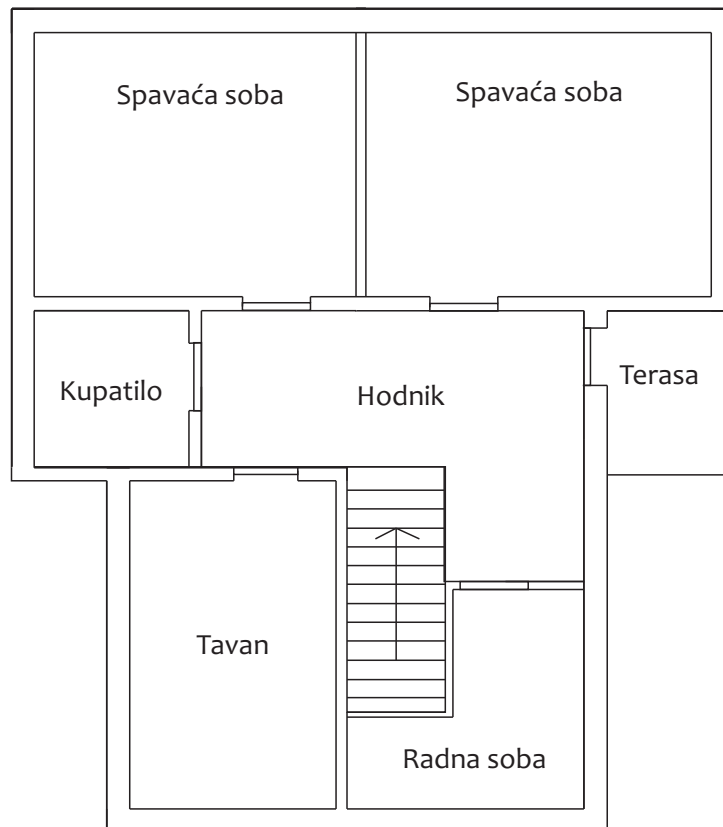 Spavaća soba
Spavaća soba
Kupatilo
Hodnik
Terasa
Tavan
Radna soba